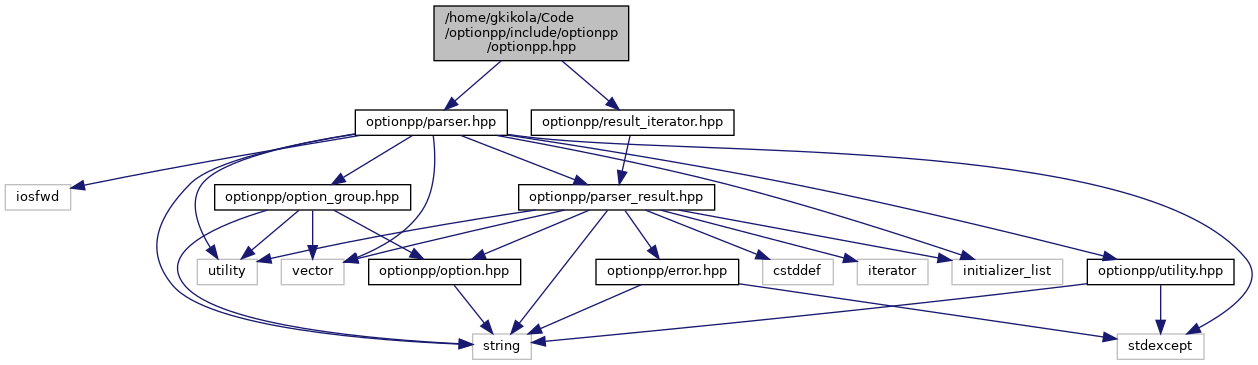 /home/gkikola/Code
/optionpp/include/optionpp
/optionpp.hpp
optionpp/parser.hpp
optionpp/result_iterator.hpp
iosfwd
optionpp/option_group.hpp
optionpp/parser_result.hpp
utility
vector
optionpp/option.hpp
optionpp/error.hpp
cstddef
iterator
initializer_list
optionpp/utility.hpp
string
stdexcept